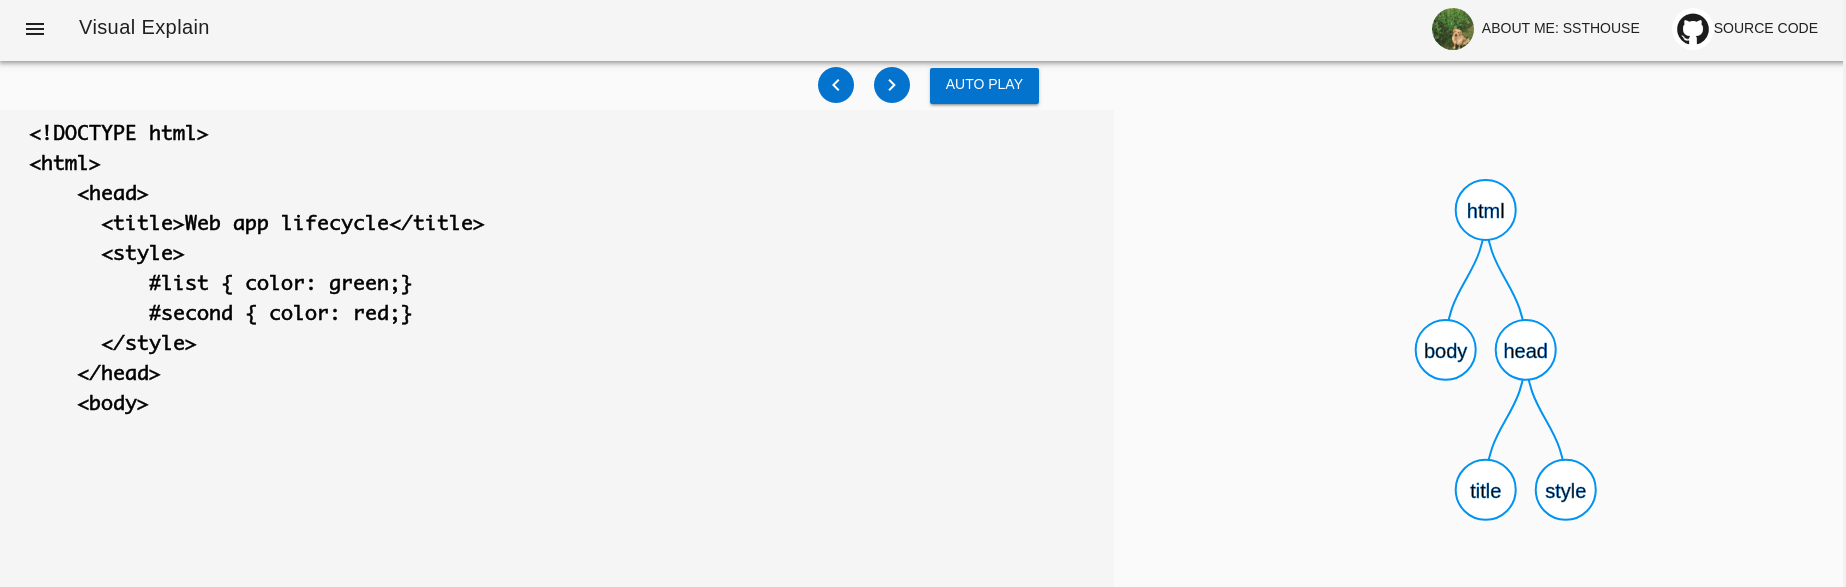 Visual Explain
ABOUT ME: SSTHOUSE
SOURCE CODE
AUTO PLAY
<!DOCTYPE html>
<html>
    <head>
      <title>Web app lifecycle</title>
      <style>
          #list { color: green;}
          #second { color: red;}
      </style>
    </head>
    <body>
html
body head
title style